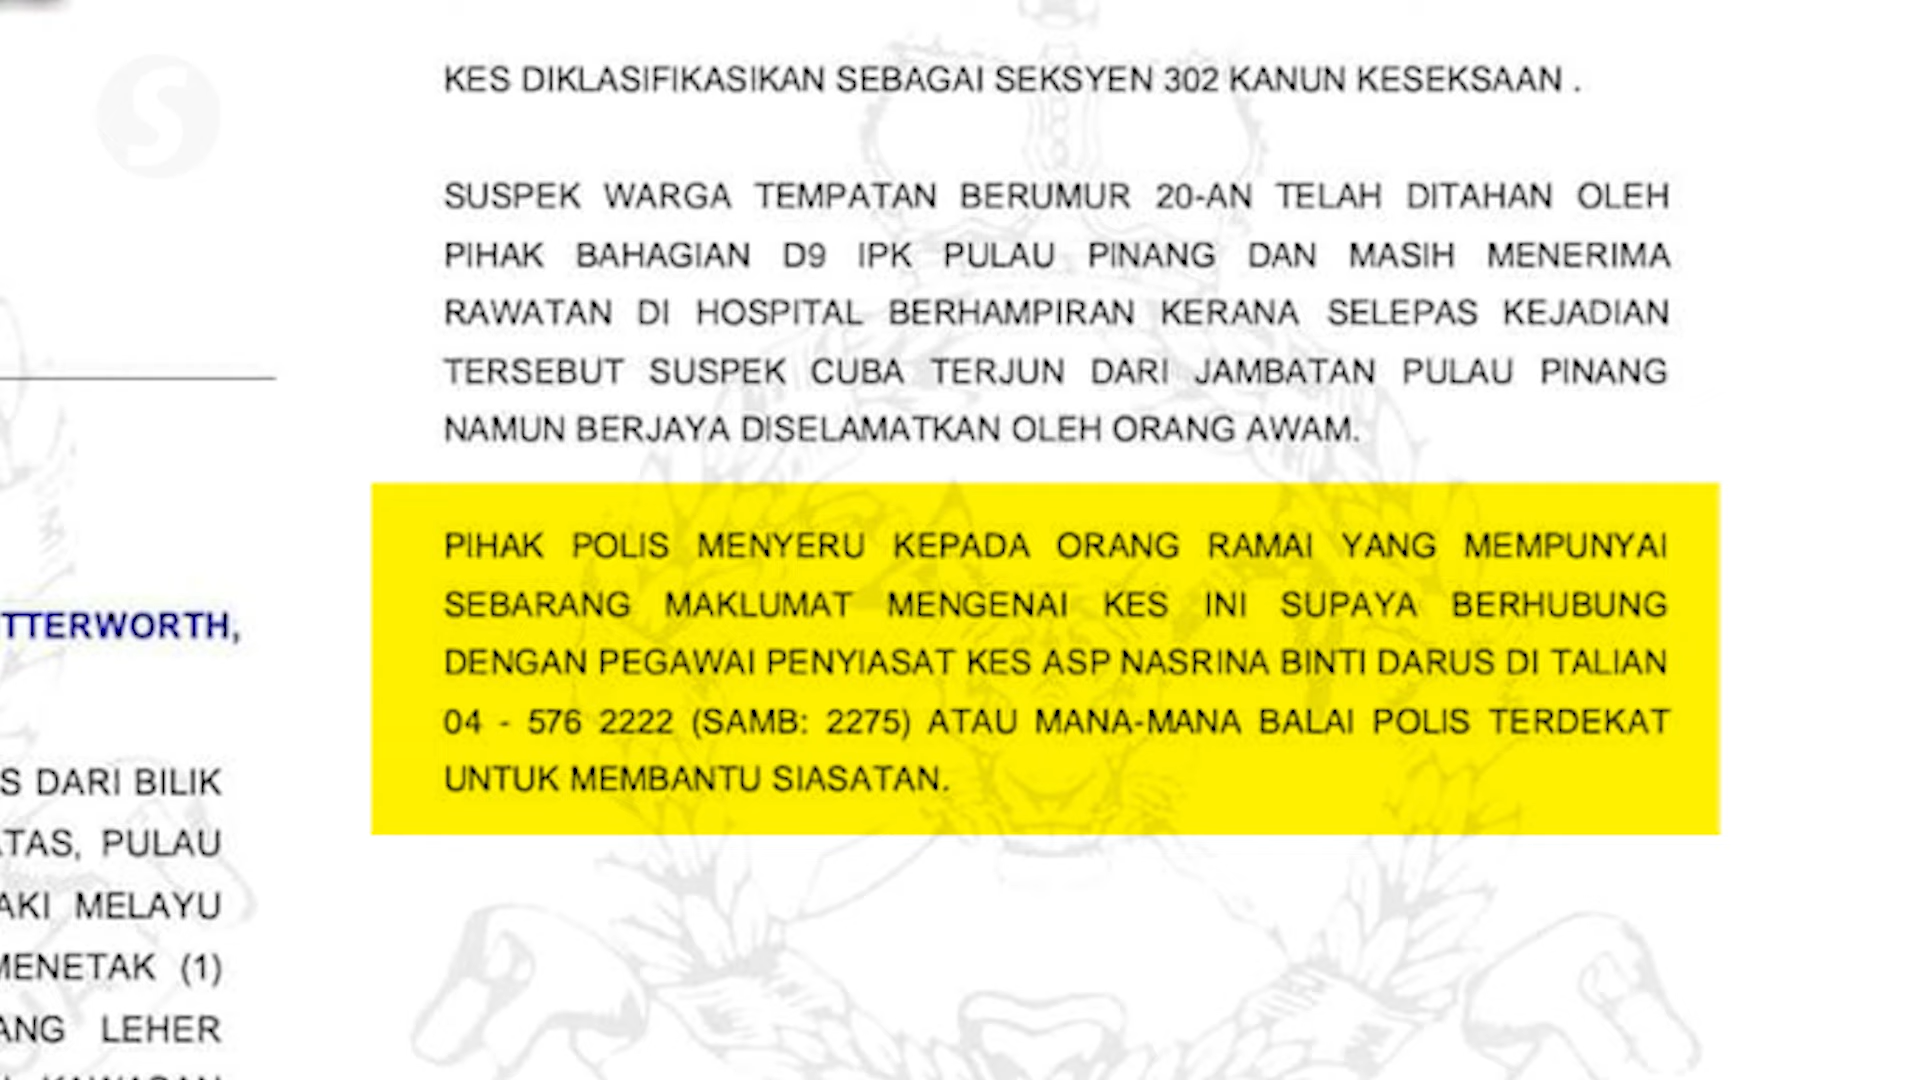 KES DIKLASIFIKASIKAN SEBAGAI SEKSYEN 302 KANUN KESEKSAAN .
SUSPEK WARGA TEMPATAN BERUMUR 20-AN TELAH DITAHAN OLEH
PIHAK BAHAGIAN D9 IPK PULAU PINANG DAN MASIH MENERIMA
RAWATAN DI HOSPITAL BERHAMPIRAN KERANA SELEPAS KEJADIAN
TERSEBUT SUSPEK CUBA TERJUN DARI JAMBATAN PULAU PINANG
NAMUN BERJAYA DISELAMATKAN OLEH ORANG AWAM.
PIHAK POLIS MENYERU KEPADA ORANG RAMAI YANG MEMPUNYAI
SEBARANG MAKLUMAT MENGENAI KES INI SUPAYA BERHUBUNG
DENGAN PEGAWAI PENYIASAT KES ASP NASRINA BINTI DARUS DI TALIAN
04 - 576 2222 (SAMB: 2275) ATAU MANA-MANA BALAI POLIS TERDEKAT
UNTUK MEMBANTU SIASATAN.
TTERWORTH,
S DARI BILIK
TAS, PULAU
AKI MELAYU
MENETAK (1)
ANG LEHER